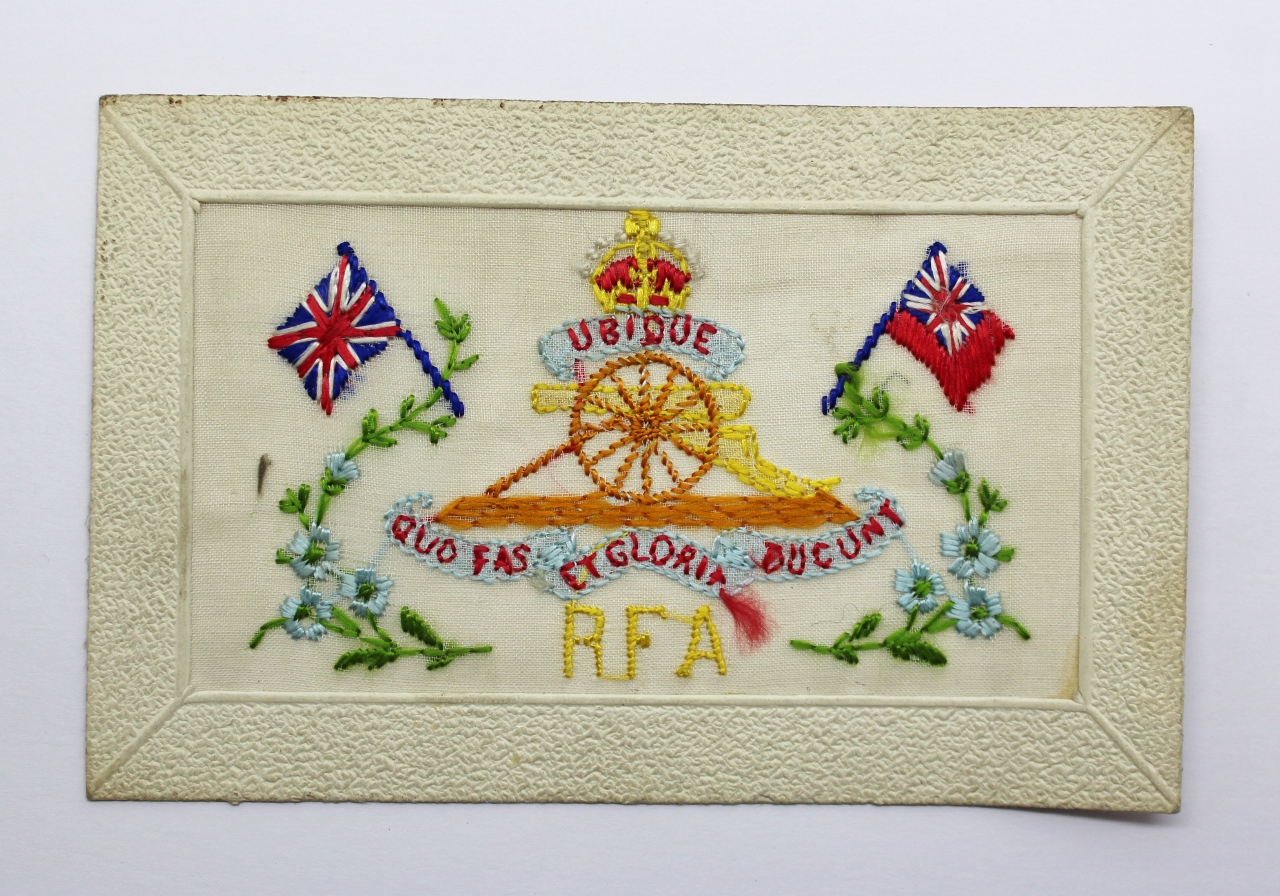 UBIQUE
QUO FAS ET GLORIA DUCUNT
RFA